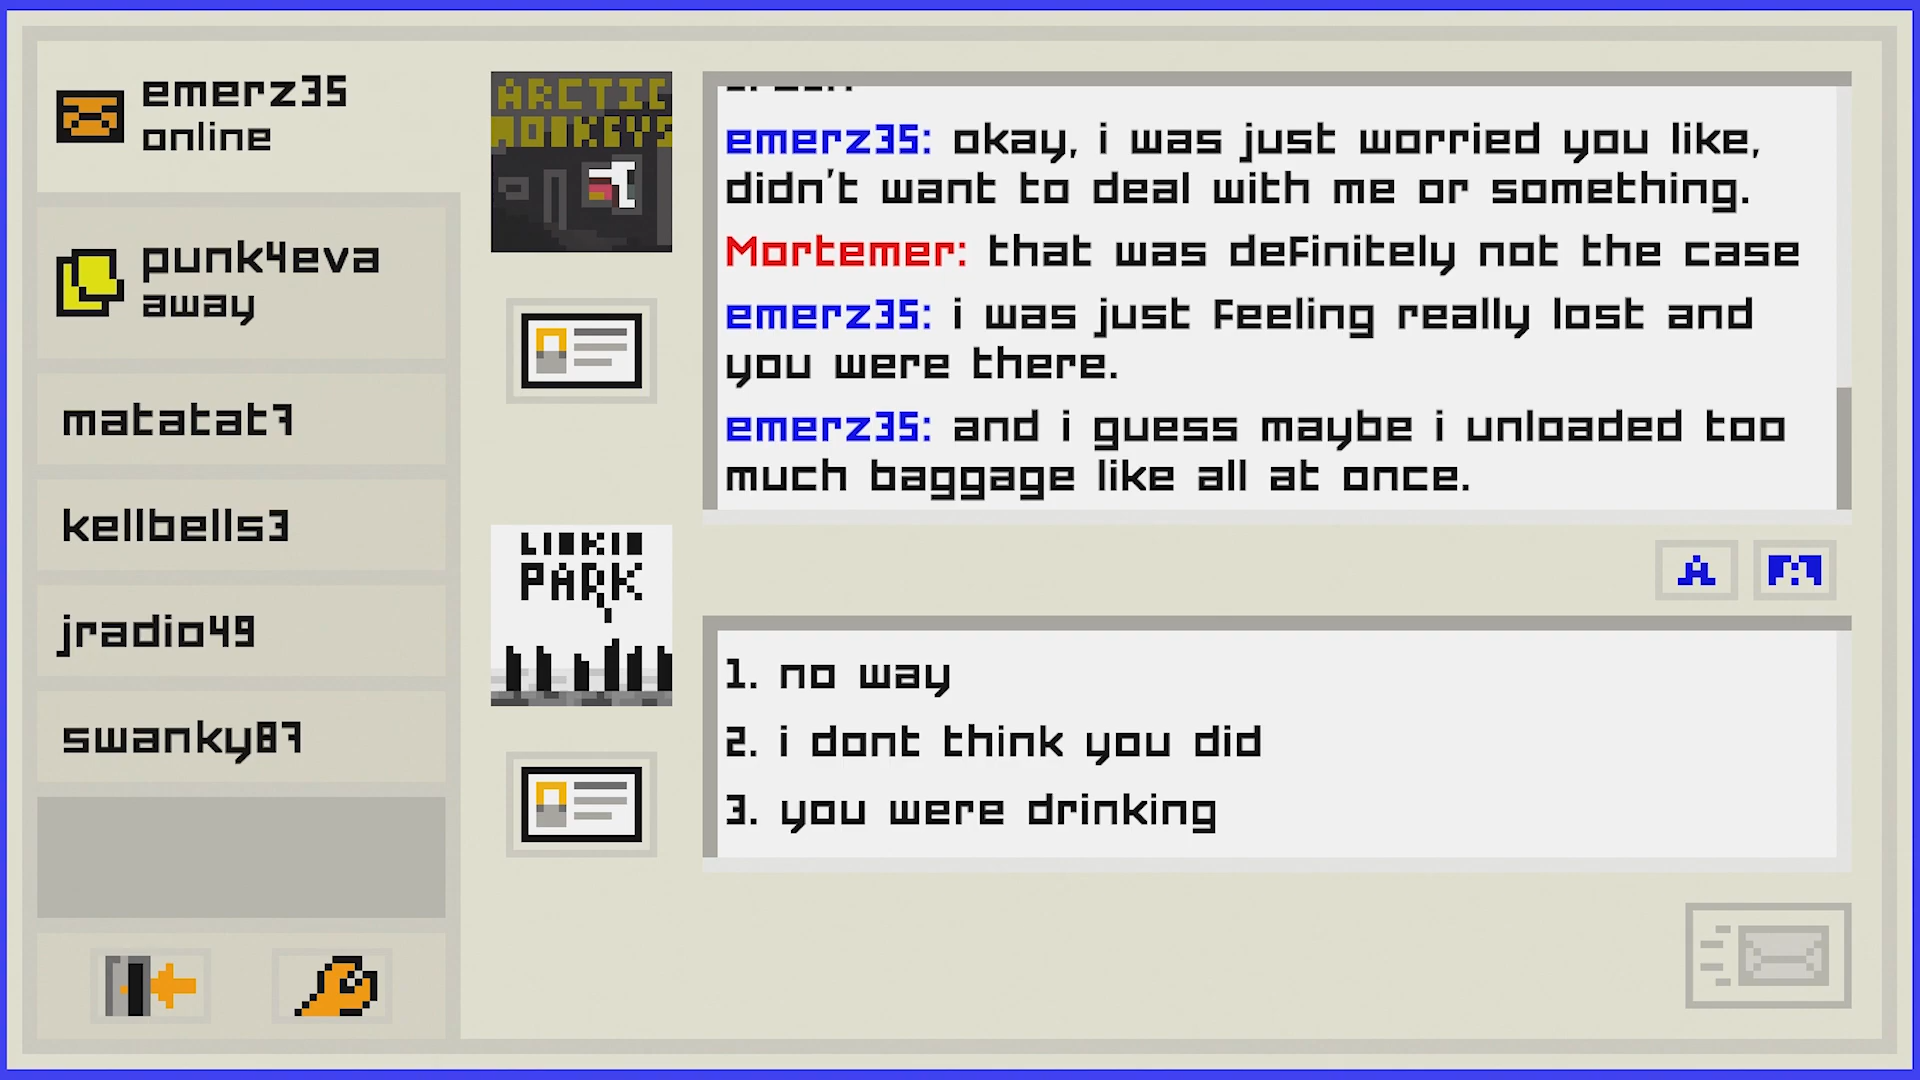 emerz35
online
punk4eva
away
matatat7
kellbells3
jradio49
swanky87
ARCTIC
MONKEYS
LINKIN
PARK
emerz35: okay, i was just worried you like,
didn't want to deal with me or something.
Mortemer: that was definitely not the case
emerz35: i was just feeling really lost and
you were there.
emerz35: and i guess maybe i unloaded too
much baggage like all at once.
A
1. no way
2. i dont think you did
3. you were drinking